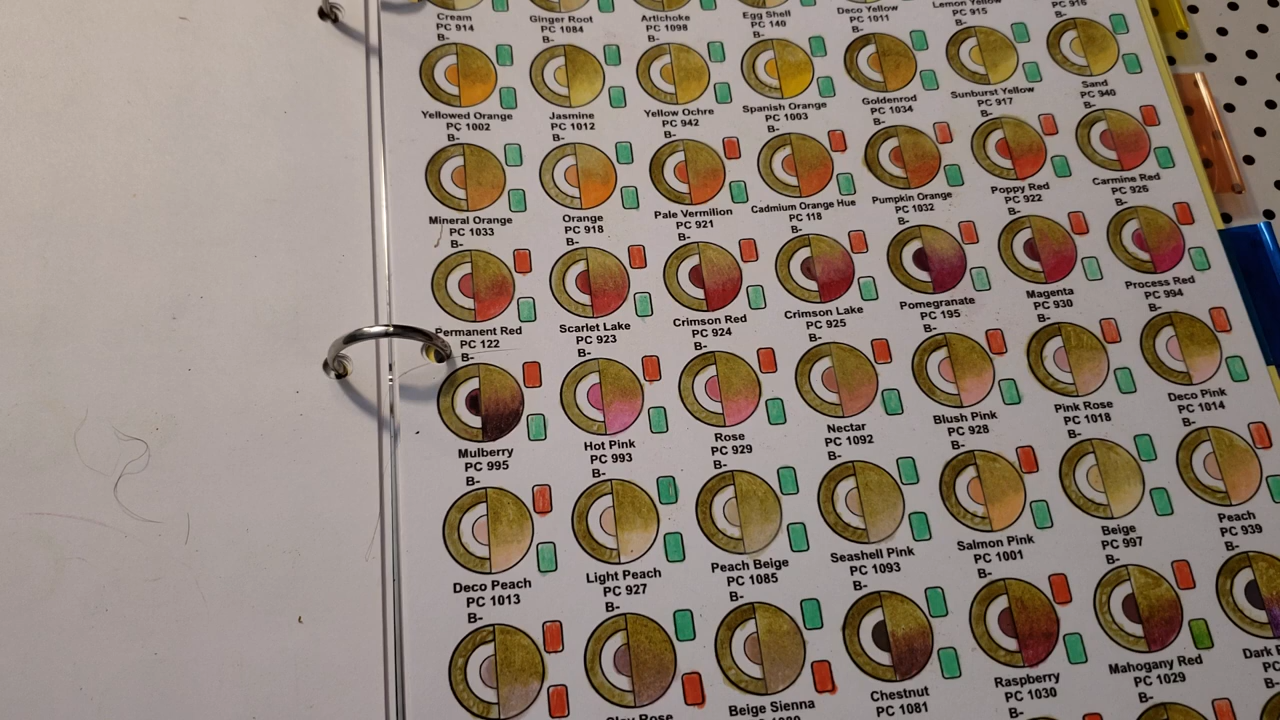 Cream Ginger Root Artichoke Egg Shell Deco Yellow Lemon Yellow
PC 914 PC 1084 PC 1098 PC 140 PC 1011 PC 915 PC 916
B- B- B- B- B- B- B-
Yellowed Orange Jasmine Yellow Ochre Spanish Orange Goldenrod Sunburst Yellow Sand
PC 1002 PC 1012 PC 942 PC 1003 PC 1034 PC 917 PC 940
B- B- B- B- B- B- B-
Mineral Orange Orange Pale Vermilion Cadmium Orange Hue Pumpkin Orange Poppy Red Carmine Red
PC 1033 PC 918 PC 921 PC 118 PC 1032 PC 922 PC 926
B- B- B- B- B- B- B-
Permanent Red Scarlet Lake Crimson Red Crimson Lake Pomegranate Magenta Process Red
PC 122 PC 923 PC 924 PC 925 PC 195 PC 930 PC 994
B- B- B- B- B- B- B-
Mulberry Hot Pink Rose Nectar Blush Pink Pink Rose Deco Pink
PC 995 PC 993 PC 929 PC 1092 PC 928 PC 1018 PC 1014
B- B- B- B- B- B- B-
Deco Peach Light Peach Peach Beige Seashell Pink Salmon Pink Beige Peach
PC 1013 PC 927 PC 1085 PC 1093 PC 1001 PC 997 PC 939
B- B- B- B- B- B- B-
Clay Rose Beige Sienna Chestnut Raspberry Mahogany Red Dark
PC 1081 PC 1030 PC 1029 PC
B- B- B-